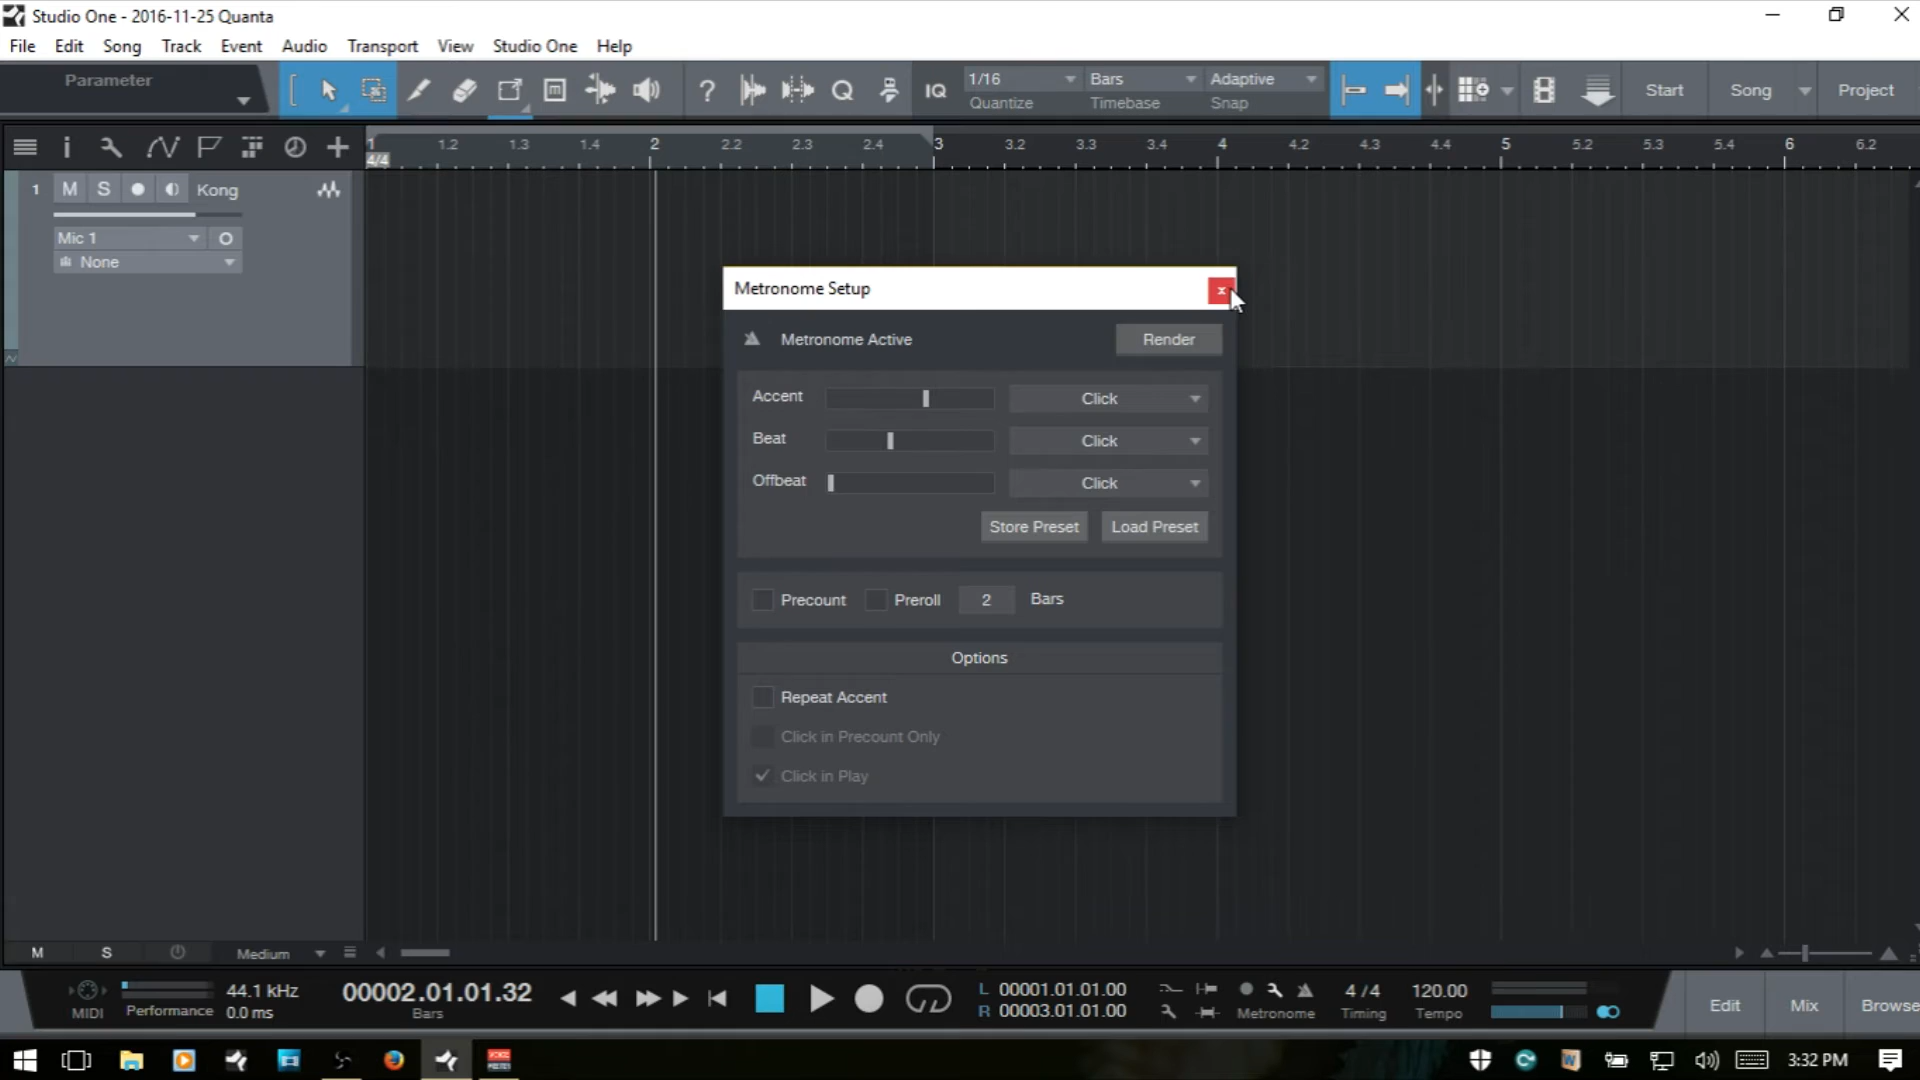 Studio One - 2016-11-25 Quanta
File Edit Song Track Event Audio Transport View Studio One Help
Parameter
IQ
1/16 Bars Adaptive
Quantize Timebase Snap
Start Song Project
1 1.2 1.3 1.4 2 2.2 2.3 2.4 3 3.2 3.3 3.4 4 4.2 4.3 4.4 5 5.2 5.3 5.4 6 6.2
4/4
1 M S Kong
Mic 1
None
Metronome Setup
Metronome Active Render
Accent Click
Beat Click
Offbeat Click
Store Preset Load Preset
Precount Preroll 2 Bars
Options
Repeat Accent
Click in Precount Only
Click in Play
M S Medium
44.1 kHz 00002.01.01.32 L 00001.01.01.00 4 / 4 120.00
MIDI Performance 0.0 ms Bars R 00003.01.01.00 Metronome Timing Tempo
Edit Mix Browse
3:32 PM